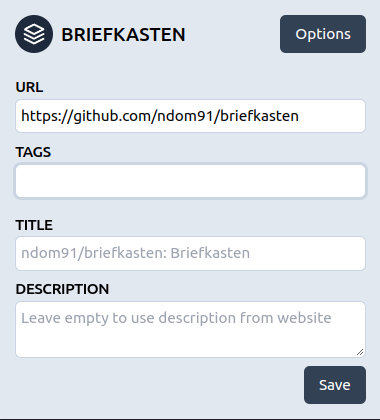 BRIEFKASTEN
Options
URL
https://github.com/ndom91/briefkasten
TAGS
TITLE
ndom91/briefkasten: Briefkasten
DESCRIPTION
Leave empty to use description from website
Save